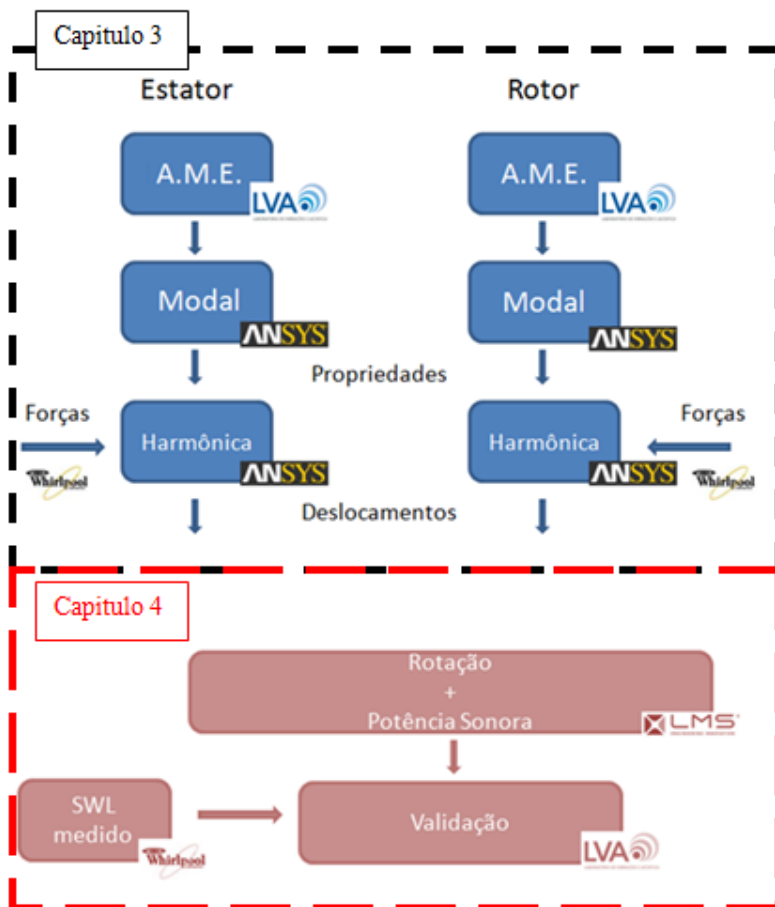 Capitulo 3
Estator
Rotor
A.M.E.
LVA
A.M.E.
LVA
Modal
ANSYS
Modal
ANSYS
Propriedades
Forças
Harmônica
ANSYS
Whirlpool
Harmônica
ANSYS
Forças
Whirlpool
Deslocamentos
Capitulo 4
Rotação
+
Potência Sonora
LMS
SWL
medido
Whirlpool
Validação
LVA